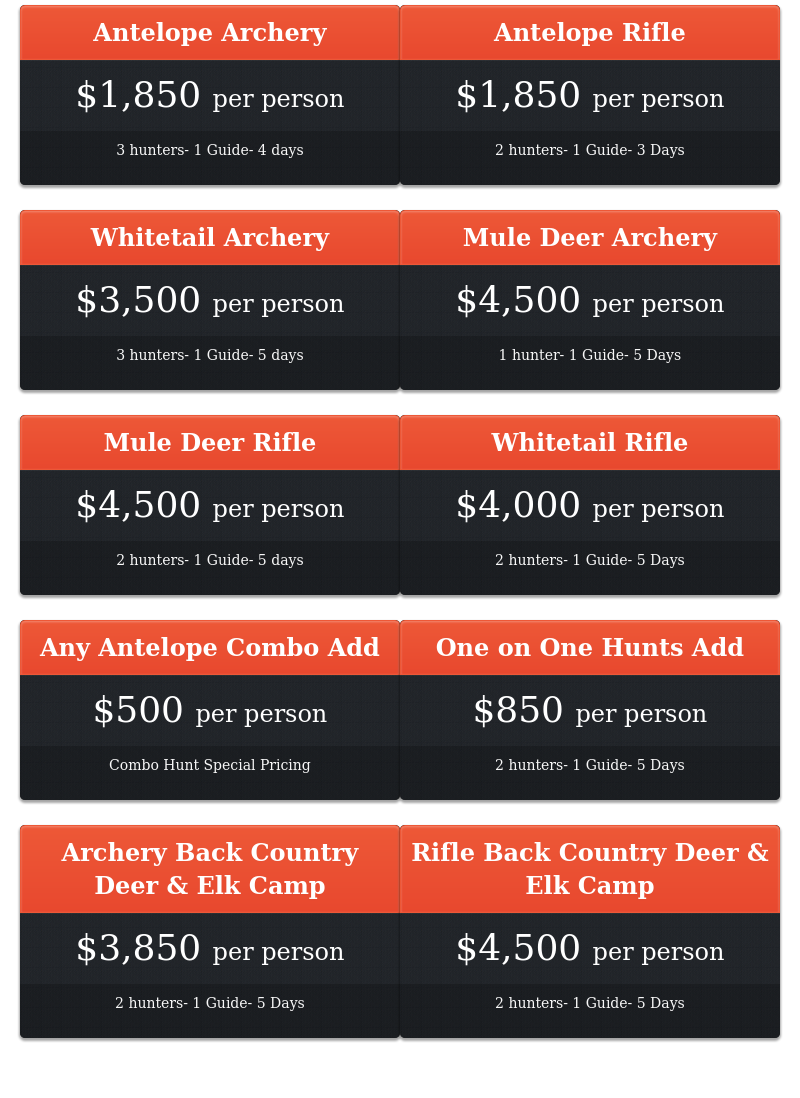 Antelope Archery
$1,850 per person
3 hunters- 1 Guide- 4 days
Antelope Rifle
$1,850 per person
2 hunters- 1 Guide- 3 Days
Whitetail Archery
$3,500 per person
3 hunters- 1 Guide- 5 days
Mule Deer Archery
$4,500 per person
1 hunter- 1 Guide- 5 Days
Mule Deer Rifle
$4,500 per person
2 hunters- 1 Guide- 5 days
Whitetail Rifle
$4,000 per person
2 hunters- 1 Guide- 5 Days
Any Antelope Combo Add
$500 per person
Combo Hunt Special Pricing
One on One Hunts Add
$850 per person
2 hunters- 1 Guide- 5 Days
Archery Back Country
Deer & Elk Camp
$3,850 per person
2 hunters- 1 Guide- 5 Days
Rifle Back Country Deer &
Elk Camp
$4,500 per person
2 hunters- 1 Guide- 5 Days